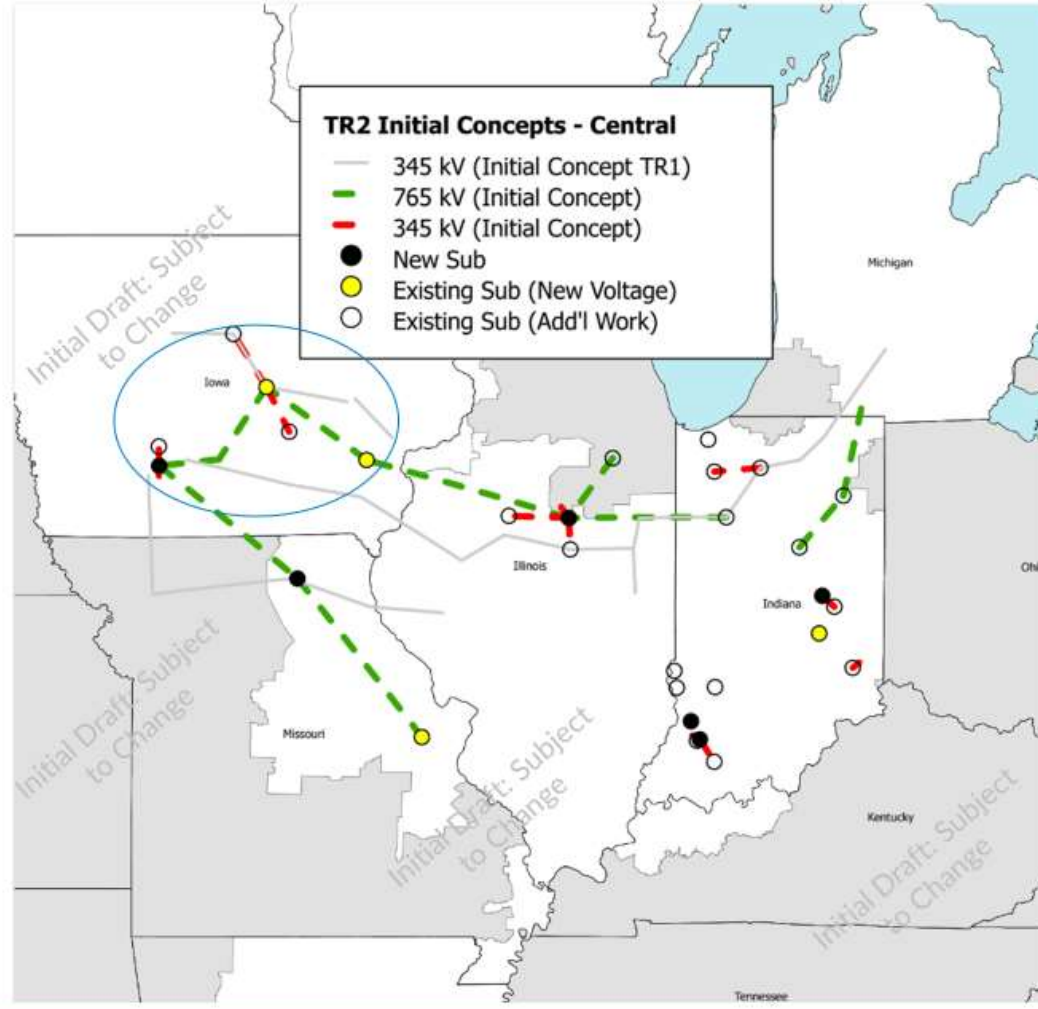 TR2 Initial Concepts - Central
345 kV (Initial Concept TR1)
765 kV (Initial Concept)
345 kV (Initial Concept)
New Sub
Existing Sub (New Voltage)
Existing Sub (Add'l Work)
Initial Draft: Subject
to Change
Michigan
Iowa
Illinois
Indiana
Ohi
Initial Draft: Subject
to Change
Missouri
Initial Draft: Subject
to Change
Kentucky
Initial Draft: Subject
to Change
Tennessee